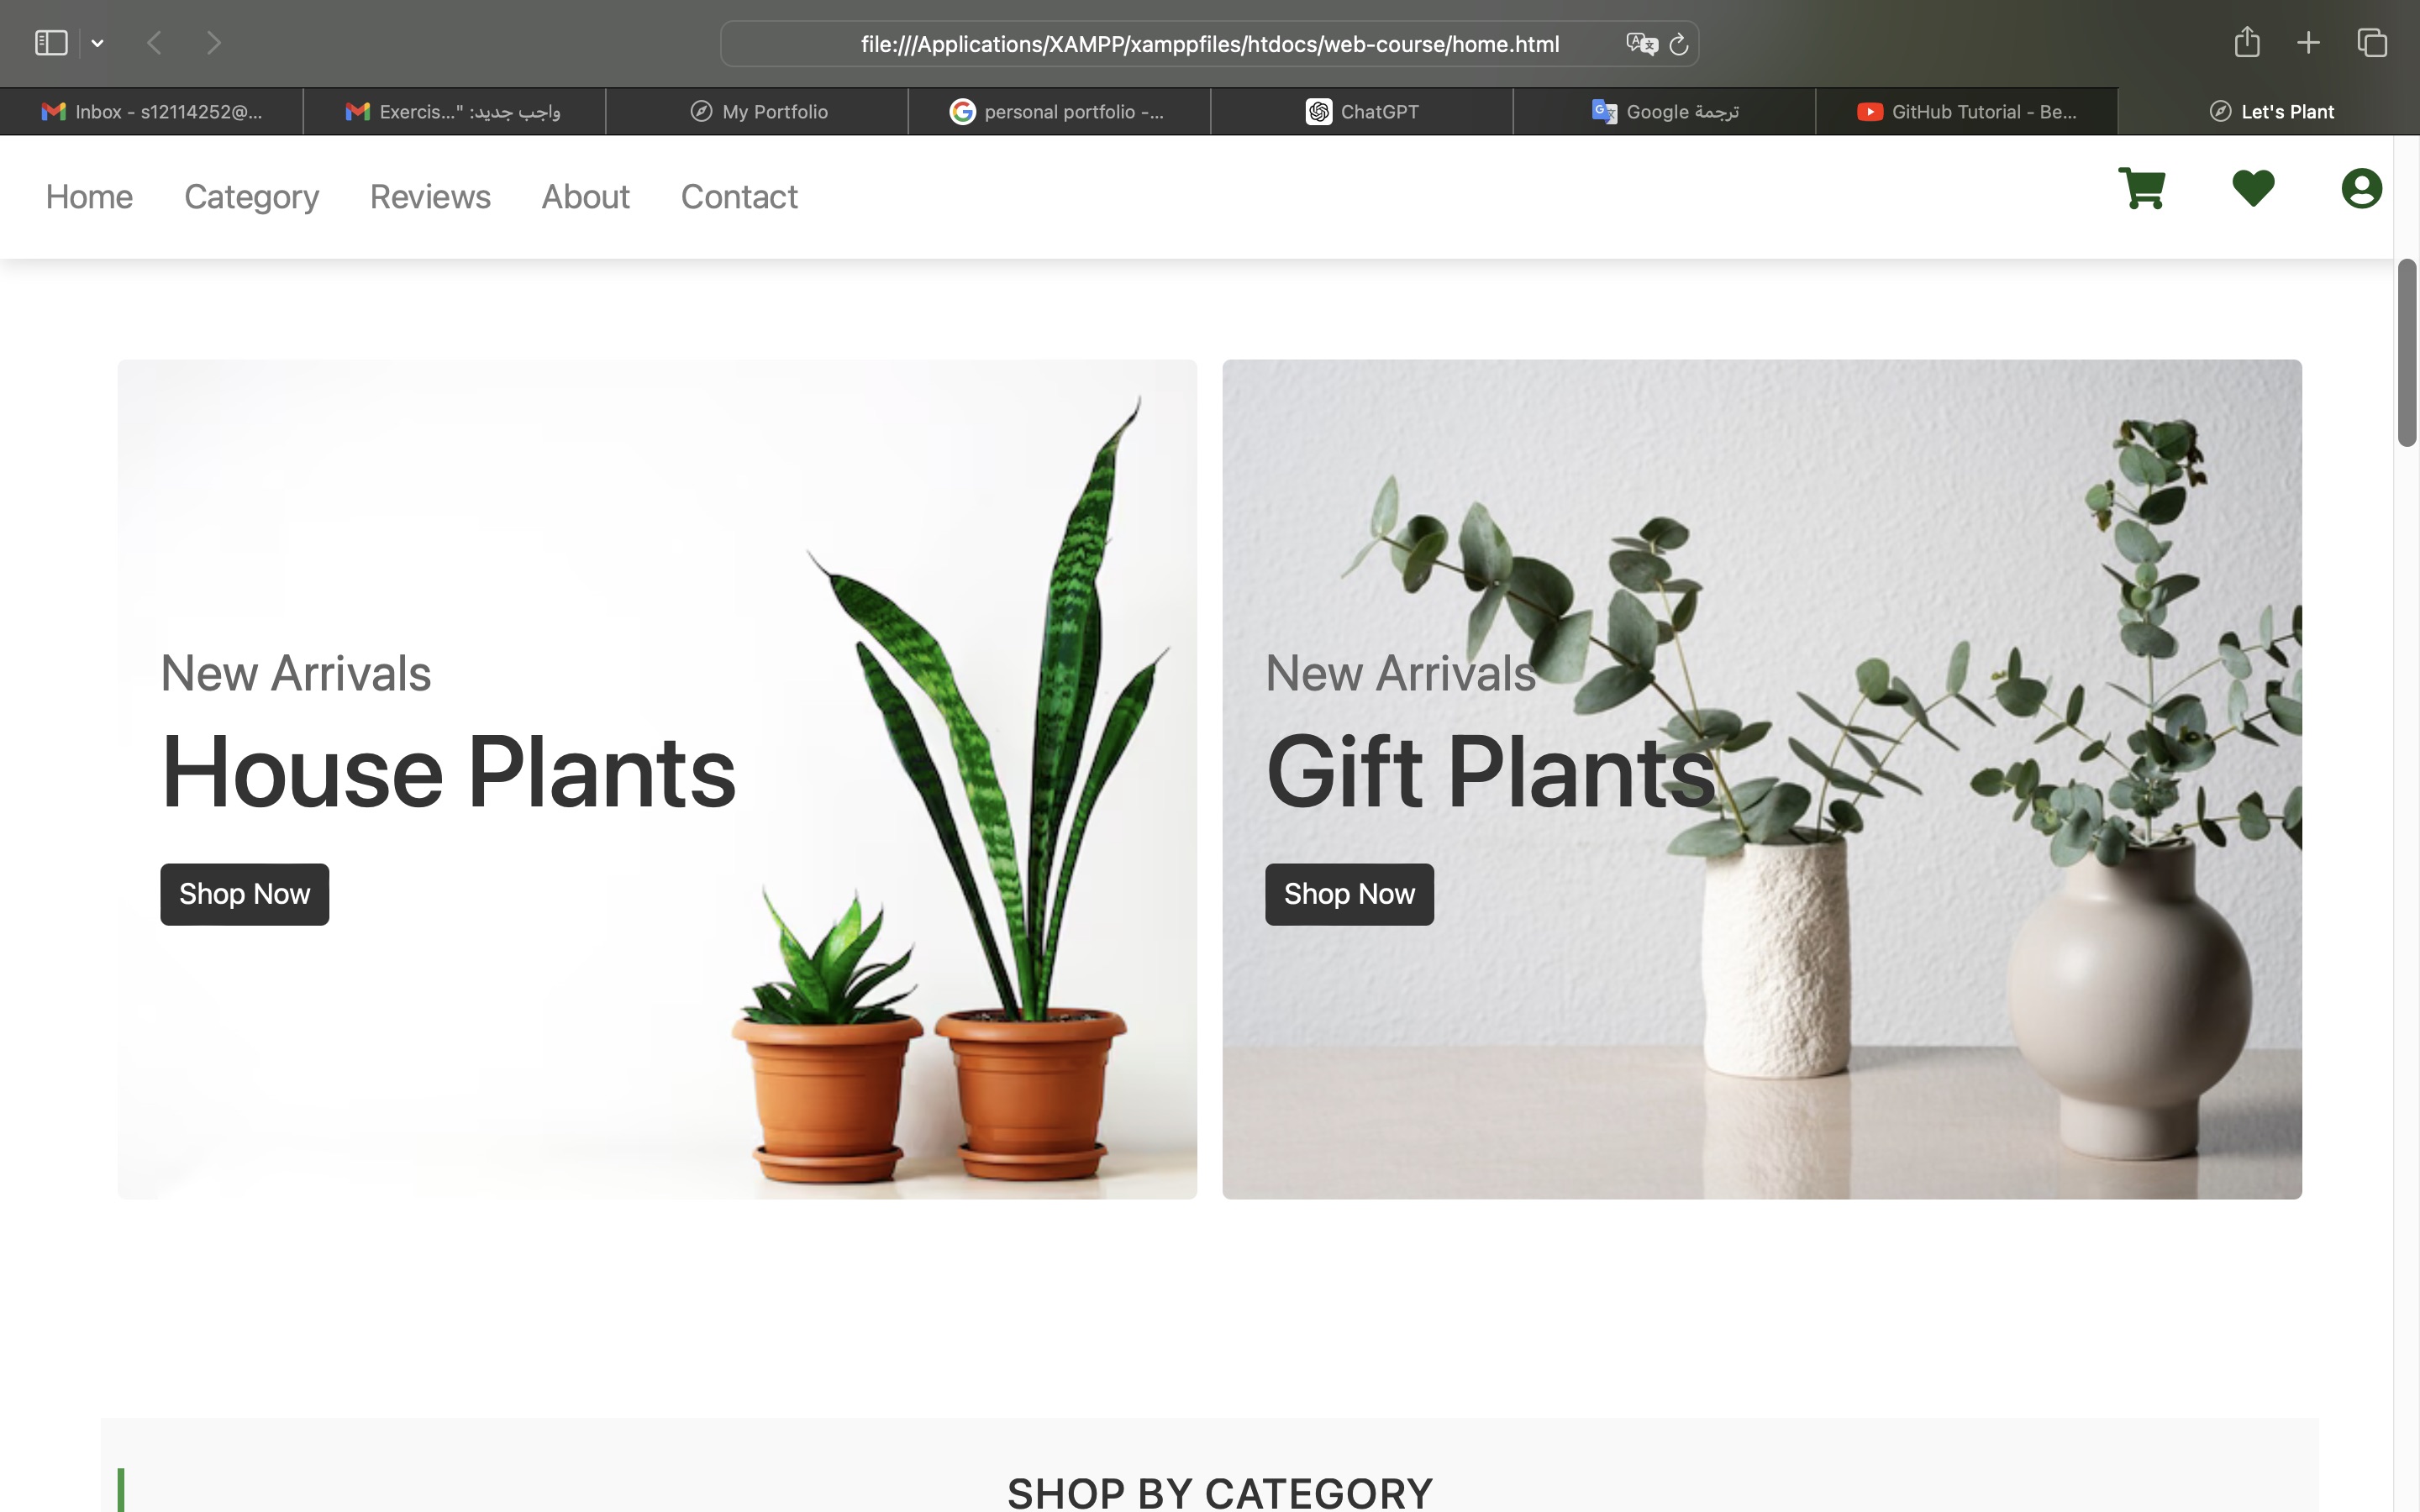 file:///Applications/XAMPP/xamppfiles/htdocs/web-course/home.html
Inbox - s12114252@...
Exercis..." :واجب جديد
My Portfolio
personal portfolio -...
ChatGPT
ترجمة Google
GitHub Tutorial - Be...
Let's Plant
Home
Category
Reviews
About
Contact
New Arrivals
House Plants
Shop Now
New Arrivals
Gift Plants
Shop Now
SHOP BY CATEGORY